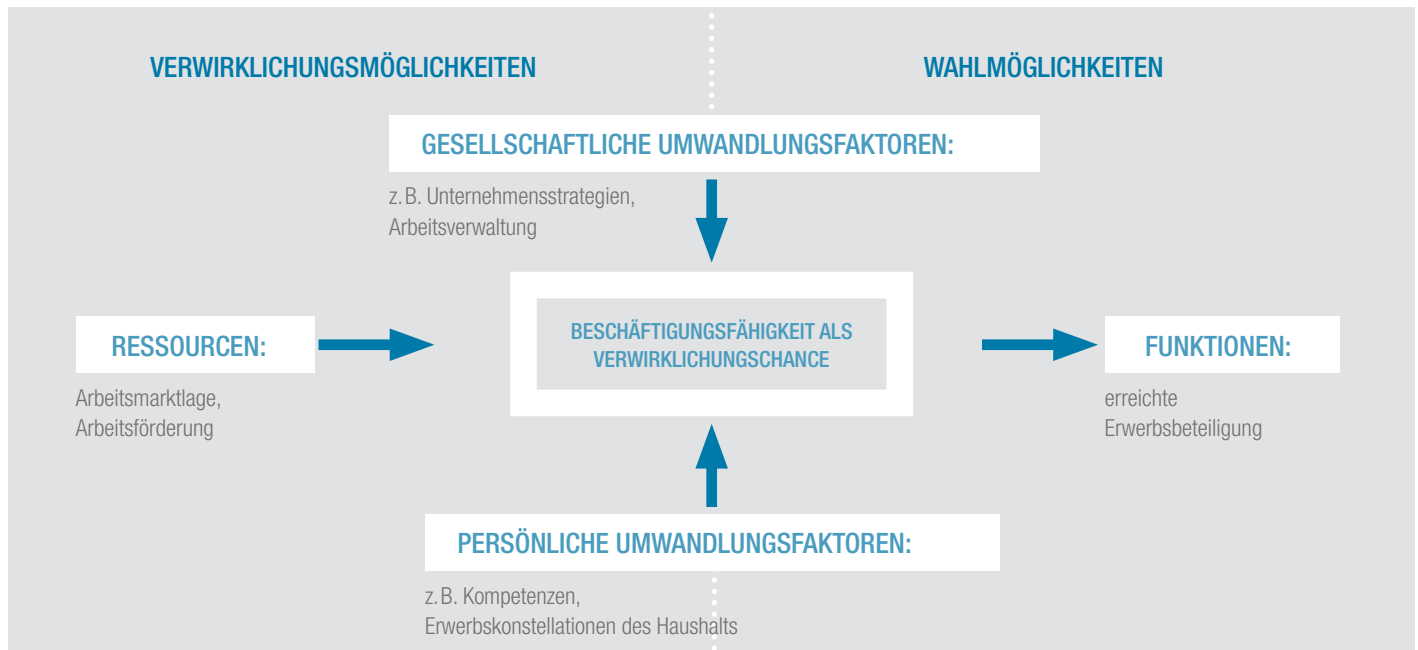 VERWIRKLICHUNGSMÖGLICHKEITEN
WAHLMÖGLICHKEITEN
GESELLSCHAFTLICHE UMWANDLUNGSFAKTOREN:
z. B. Unternehmensstrategien,
Arbeitsverwaltung
RESSOURCEN:
Arbeitsmarktlage,
Arbeitsförderung
BESCHÄFTIGUNGSFÄHIGKEIT ALS
VERWIRKLICHUNGSCHANCE
FUNKTIONEN:
erreichte
Erwerbsbeteiligung
PERSÖNLICHE UMWANDLUNGSFAKTOREN:
z. B. Kompetenzen,
Erwerbskonstellationen des Haushalts